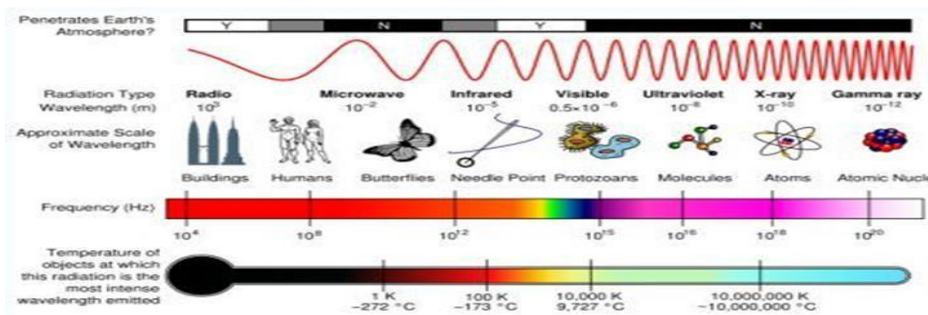 Penetrates Earth's
Atmosphere?
Y N Y N
Radiation Type Radio Microwave Infrared Visible Ultraviolet X-ray Gamma ray
Wavelength (m) 10³ 10⁻² 10⁻⁵ 0.5×10⁻⁶ 10⁻⁸ 10⁻¹⁰ 10⁻¹²
Approximate Scale
of Wavelength
Buildings Humans Butterflies Needle Point Protozoans Molecules Atoms Atomic Nucl
Frequency (Hz)
10⁴ 10⁸ 10¹² 10¹⁵ 10¹⁶ 10¹⁸ 10²⁰
Temperature of
objects at which
this radiation is the
most intense
wavelength emitted
1 K 100 K 10,000 K 10,000,000 K
−272 °C −173 °C 9,727 °C ~10,000,000 °C